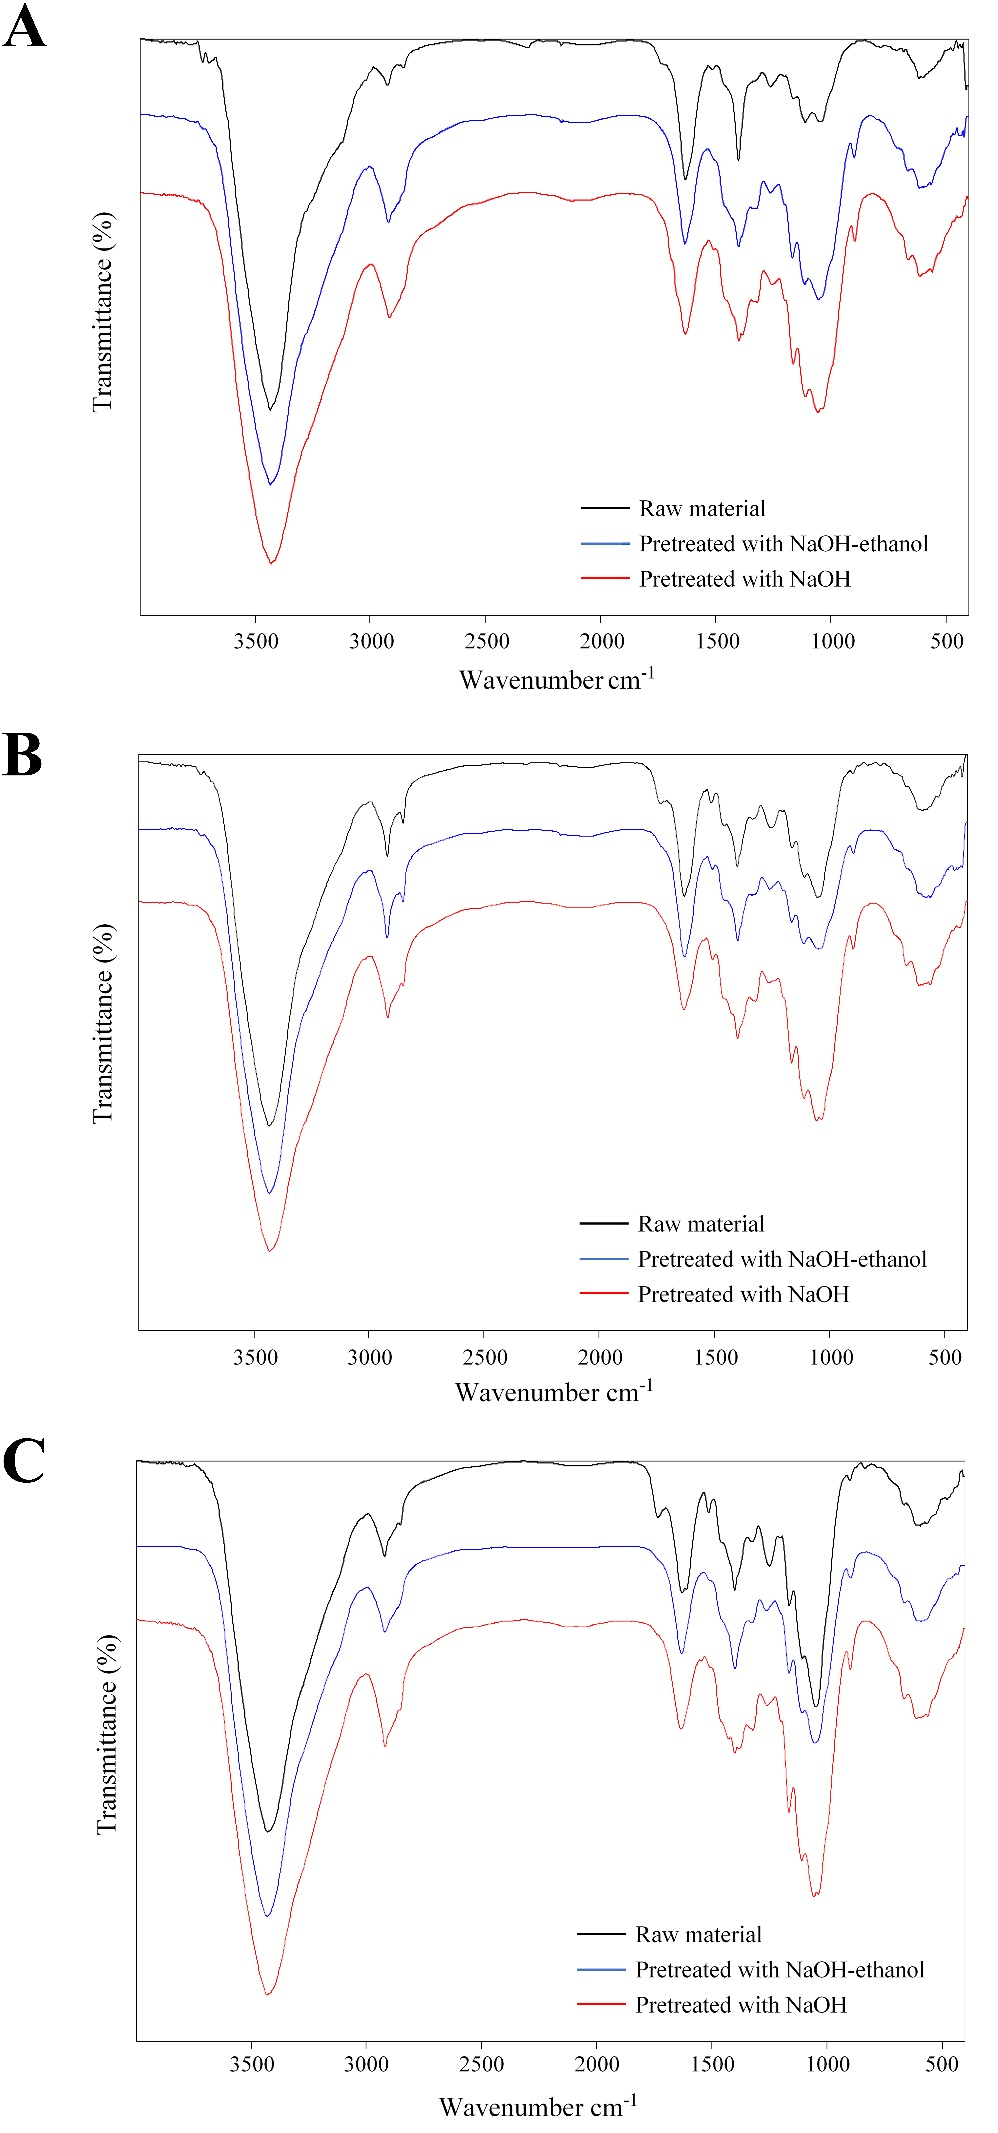 A
Transmittance (%)
Raw material
Pretreated with NaOH-ethanol
Pretreated with NaOH
3500 3000 2500 2000 1500 1000 500
Wavenumber cm-1
B
Transmittance (%)
Raw material
Pretreated with NaOH-ethanol
Pretreated with NaOH
3500 3000 2500 2000 1500 1000 500
Wavenumber cm-1
C
Transmittance (%)
Raw material
Pretreated with NaOH-ethanol
Pretreated with NaOH
3500 3000 2500 2000 1500 1000 500
Wavenumber cm-1